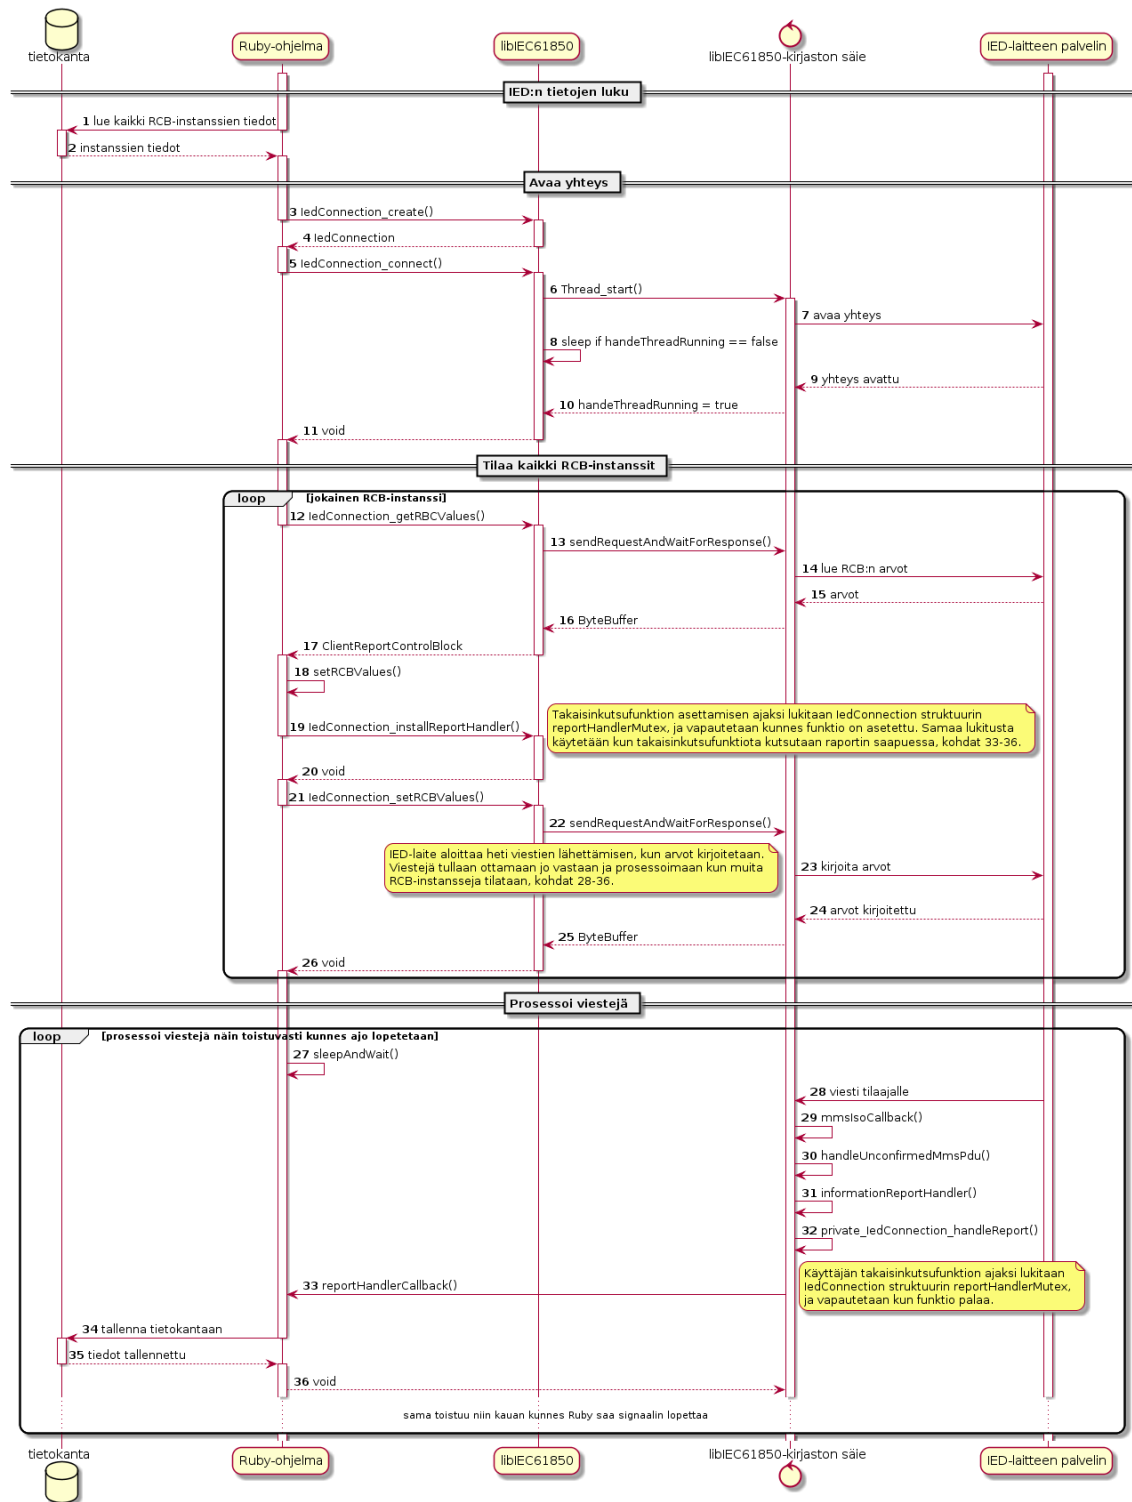 tietokanta
Ruby-ohjelma
libIEC61850
libIEC61850-kirjaston säie
IED-laitteen palvelin
IED:n tietojen luku
1 lue kaikki RCB-instanssien tiedot
2 instanssien tiedot
Avaa yhteys
3 IedConnection_create()
4 IedConnection
5 IedConnection_connect()
6 Thread_start()
7 avaa yhteys
8 sleep if handeThreadRunning == false
9 yhteys avattu
10 handeThreadRunning = true
11 void
Tilaa kaikki RCB-instanssit
loop [jokainen RCB-instanssi]
12 IedConnection_getRBCValues()
13 sendRequestAndWaitForResponse()
14 lue RCB:n arvot
15 arvot
16 ByteBuffer
17 ClientReportControlBlock
18 setRCBValues()
Takaisinkutsufunktion asettamisen ajaksi lukitaan IedConnection struktuurin
reportHandlerMutex, ja vapautetaan kunnes funktio on asetettu. Samaa lukitusta
käytetään kun takaisinkutsufunktiota kutsutaan raportin saapuessa, kohdat 33-36.
19 IedConnection_installReportHandler()
20 void
21 IedConnection_setRCBValues()
22 sendRequestAndWaitForResponse()
IED-laite aloittaa heti viestien lähettämisen, kun arvot kirjoitetaan.
Viestejä tullaan ottamaan jo vastaan ja prosessoimaan kun muita
RCB-instansseja tilataan, kohdat 28-36.
23 kirjoita arvot
24 arvot kirjoitettu
25 ByteBuffer
26 void
Prosessoi viestejä
loop [prosessoi viestejä näin toistuvasti kunnes ajo lopetetaan]
27 sleepAndWait()
28 viesti tilaajalle
29 mmsIsoCallback()
30 handleUnconfirmedMmsPdu()
31 informationReportHandler()
32 private_IedConnection_handleReport()
Käyttäjän takaisinkutsufunktion ajaksi lukitaan
IedConnection struktuurin reportHandlerMutex,
ja vapautetaan kun funktio palaa.
33 reportHandlerCallback()
34 tallenna tietokantaan
35 tiedot tallennettu
36 void
sama toistuu niin kauan kunnes Ruby saa signaalin lopettaa
tietokanta
Ruby-ohjelma
libIEC61850
libIEC61850-kirjaston säie
IED-laitteen palvelin